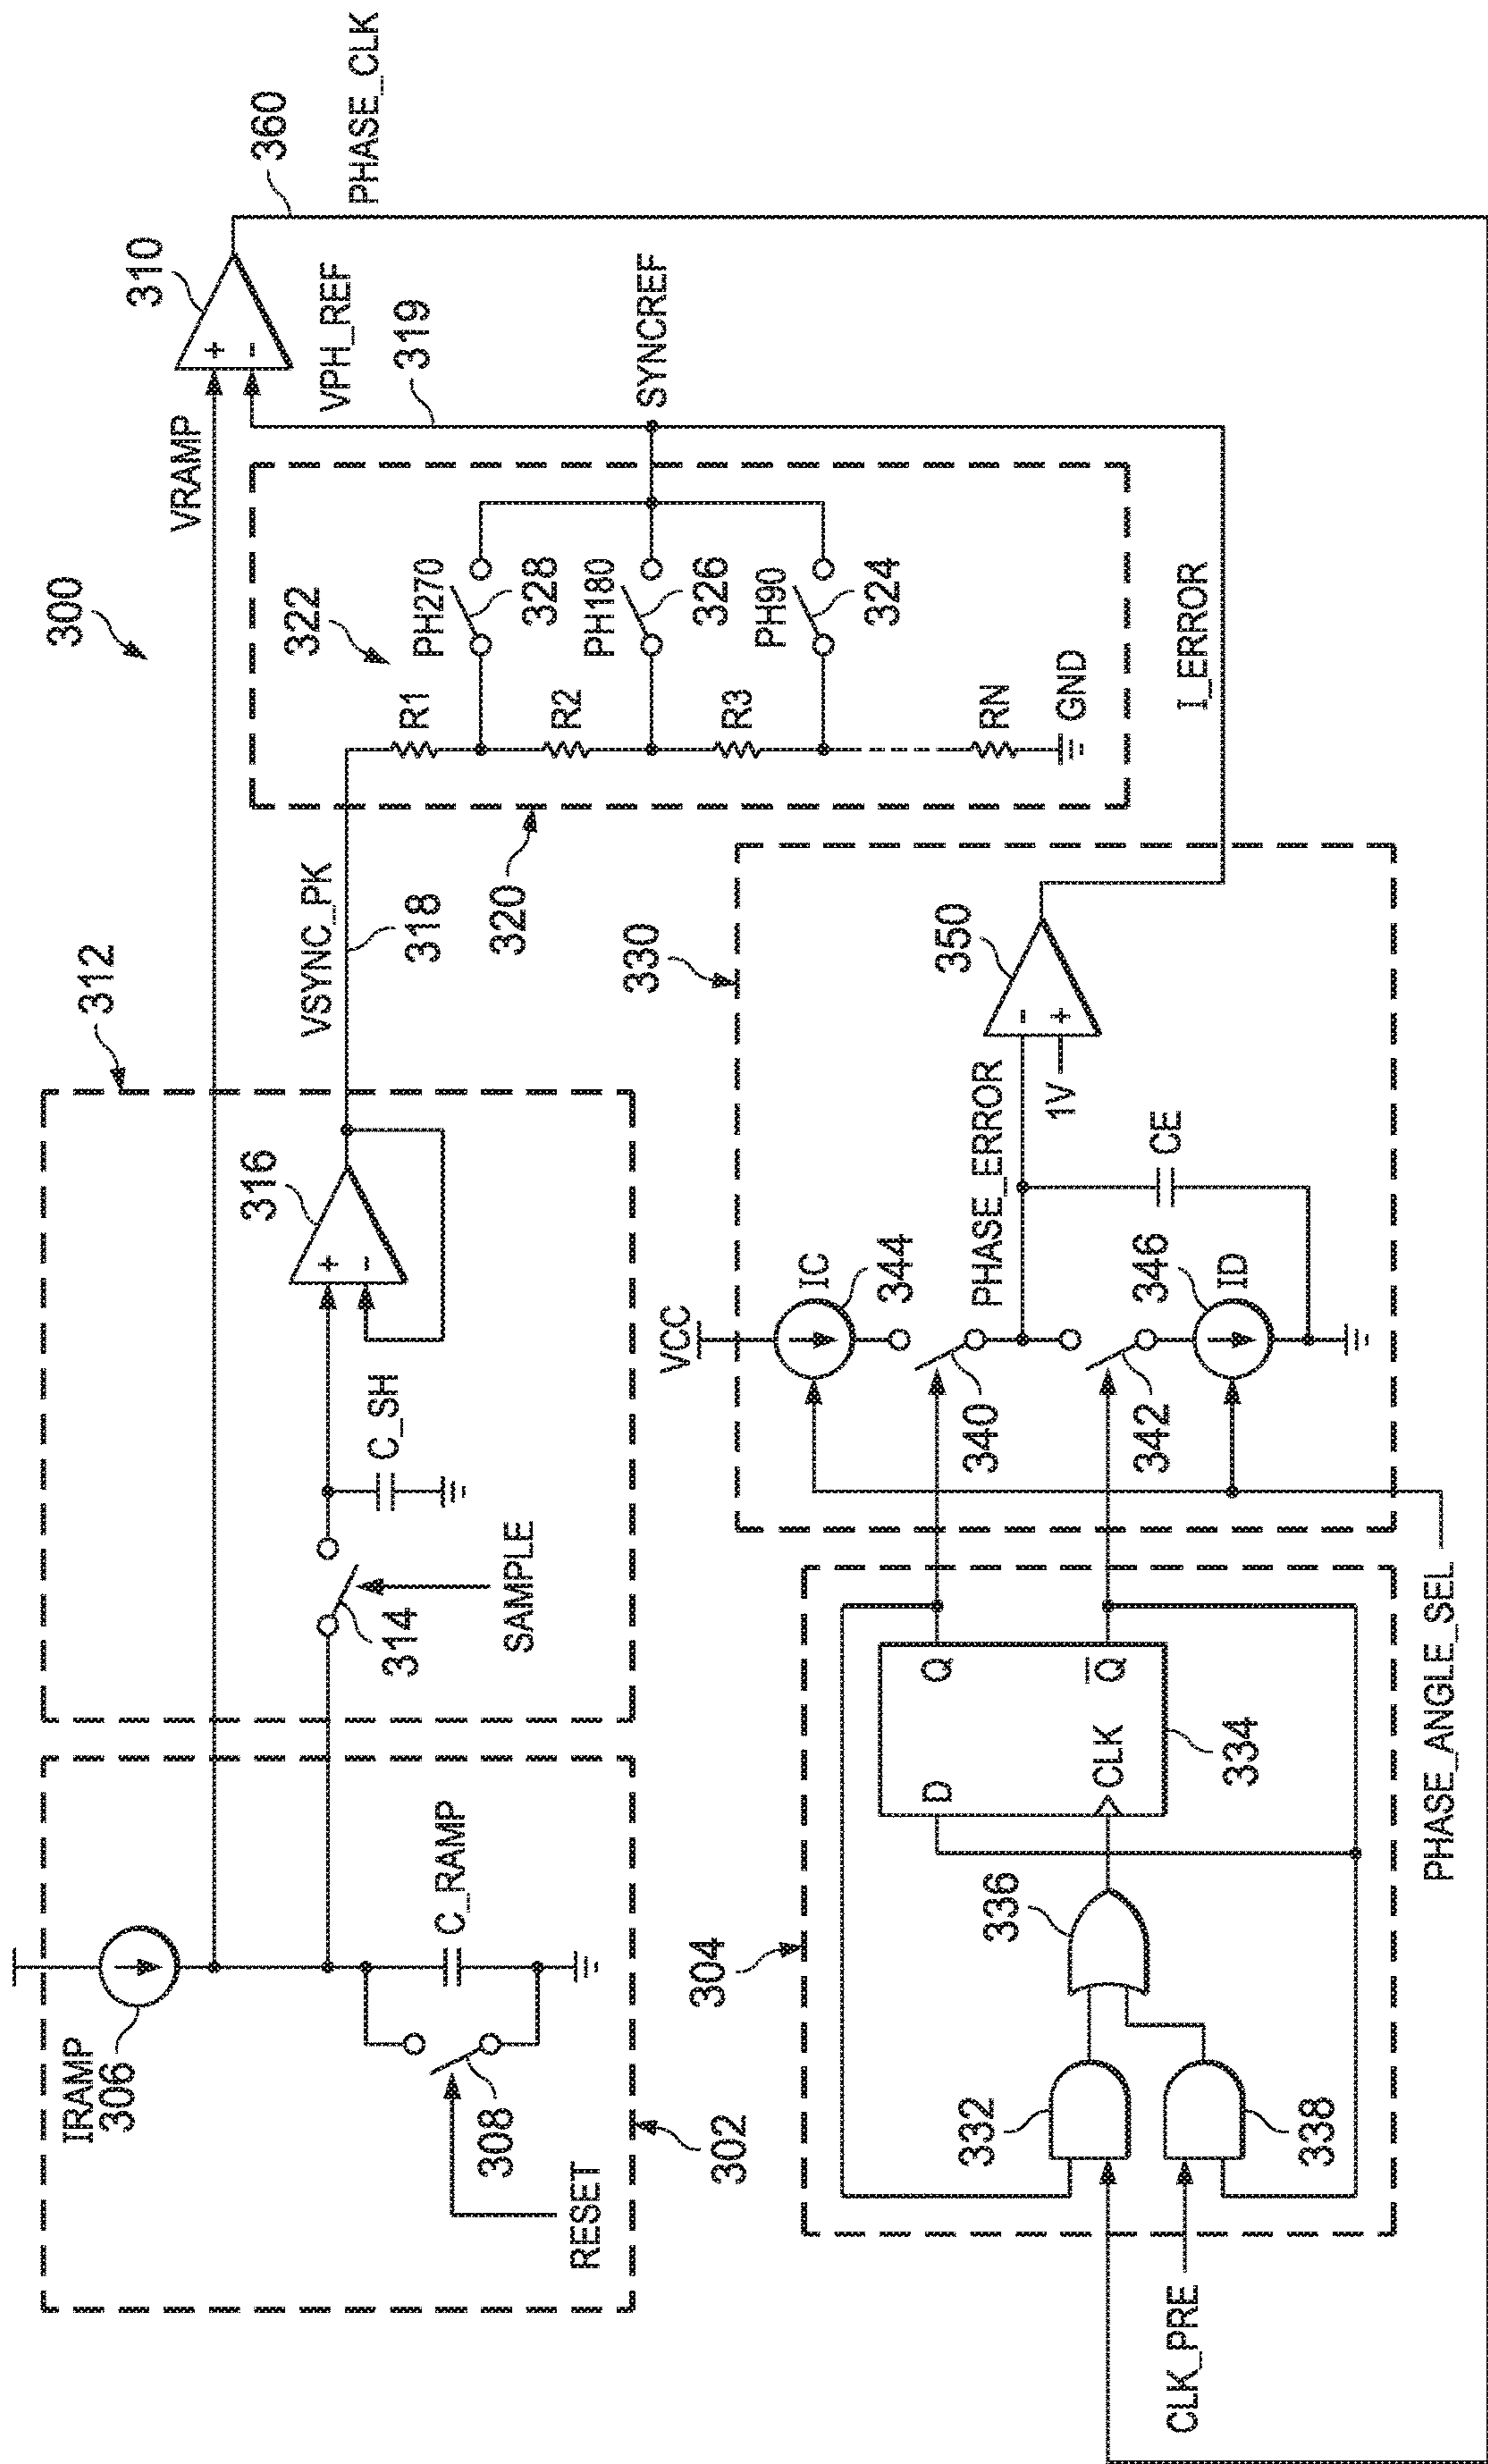 300
IRAMP
306
RESET
308
C_RAMP
302
312
314
SAMPLE
C_SH
316
+
-
VSYNC_PK
318
VRAMP
310
+
-
VPH_REF
319
360
PHASE_CLK
320
322
R1
R2
R3
RN
GND
PH270
328
PH180
326
PH90
324
SYNCREF
I_ERROR
304
CLK_PRE
332
338
336
D
CLK
Q
Q̅
334
PHASE_ANGLE_SEL
330
VCC
IC
344
340
342
PHASE_ERROR
346
ID
CE
1V
-
+
350